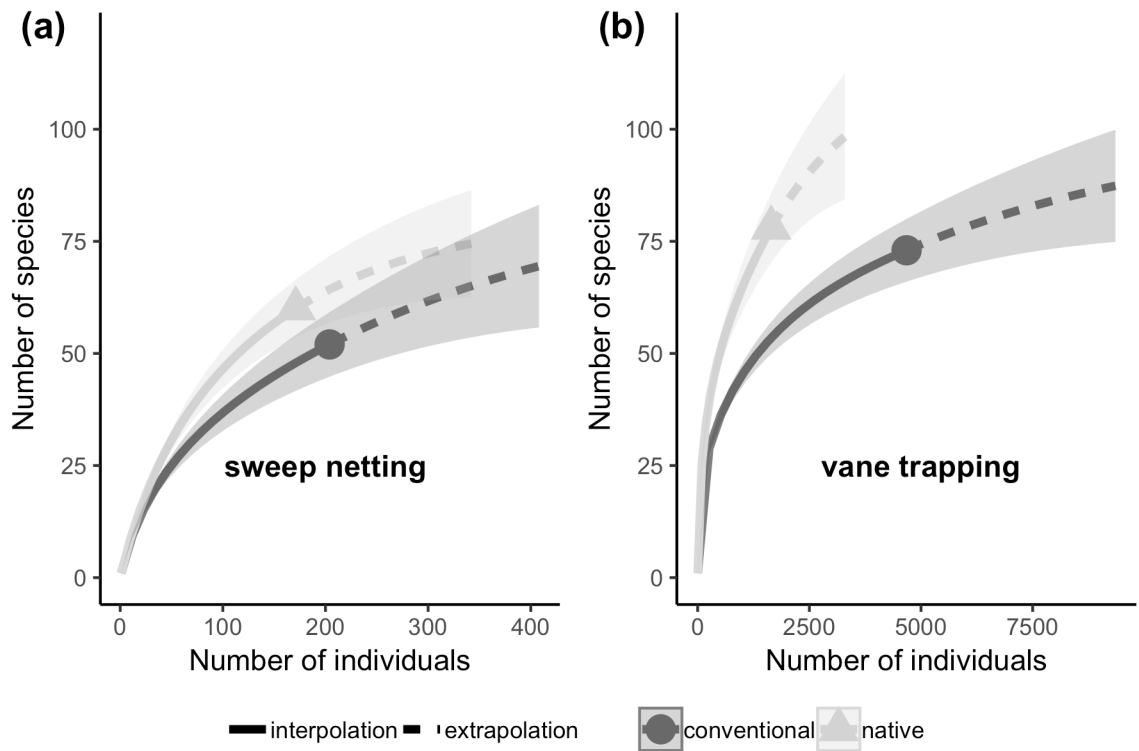 (a)
Number of species
100
75
50
25
0
sweep netting
0 100 200 300 400
Number of individuals
(b)
Number of species
100
75
50
25
0
vane trapping
0 2500 5000 7500
Number of individuals
interpolation extrapolation conventional native